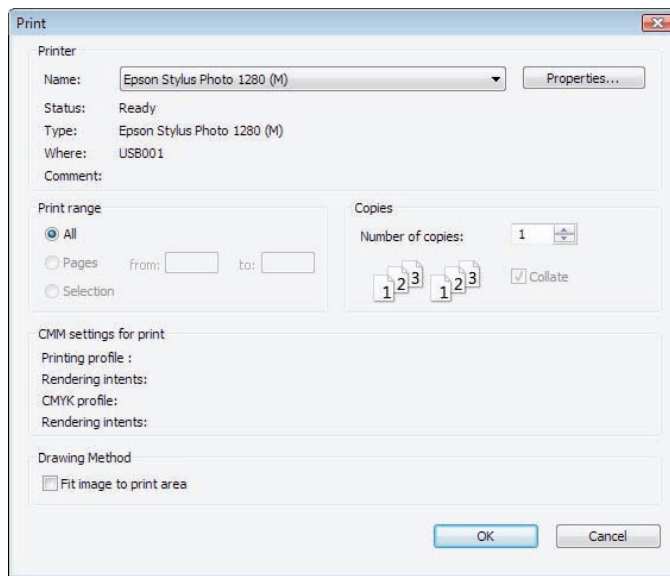 Print
Printer
Name: Epson Stylus Photo 1280 (M) Properties...
Status: Ready
Type: Epson Stylus Photo 1280 (M)
Where: USB001
Comment:
Print range
All
Pages from: to:
Selection
Copies
Number of copies: 1
1 2 3 1 2 3
Collate
CMM settings for print
Printing profile :
Rendering intents:
CMYK profile:
Rendering intents:
Drawing Method
Fit image to print area
OK Cancel